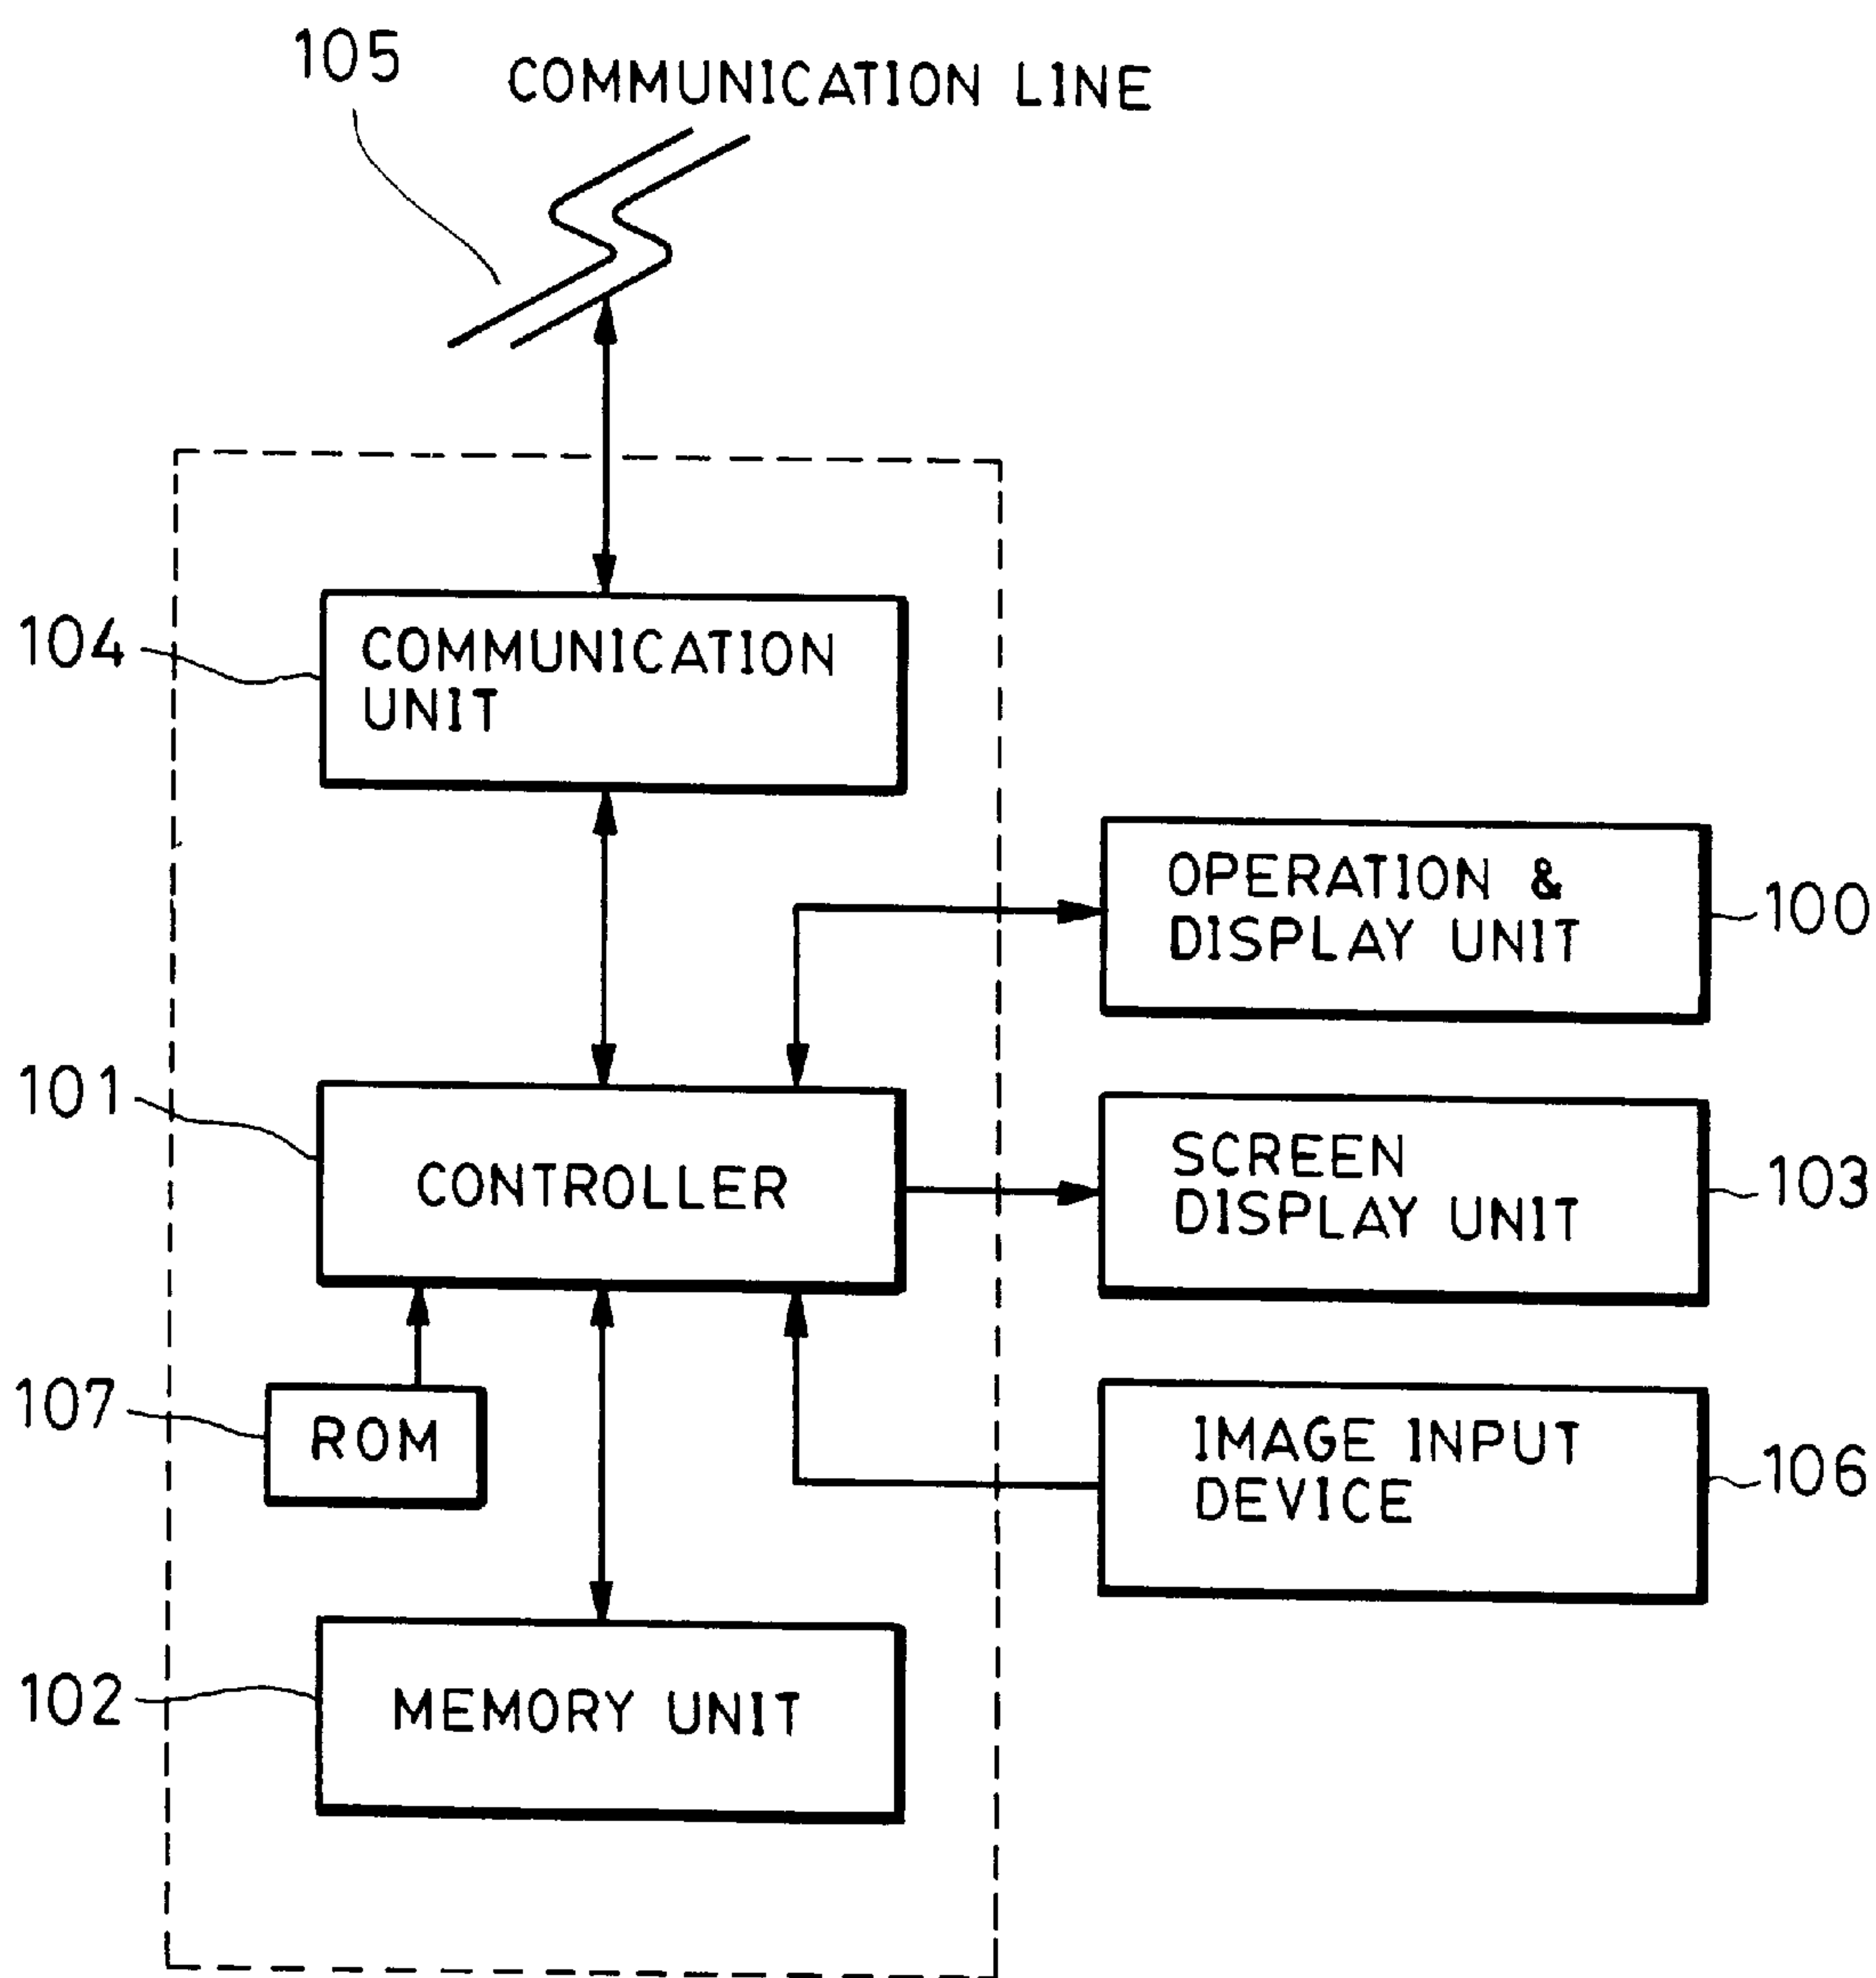 105
COMMUNICATION LINE
104
COMMUNICATION
UNIT
OPERATION &
DISPLAY UNIT
100
101
CONTROLLER
SCREEN
DISPLAY UNIT
103
107
ROM
IMAGE INPUT
DEVICE
106
102
MEMORY UNIT